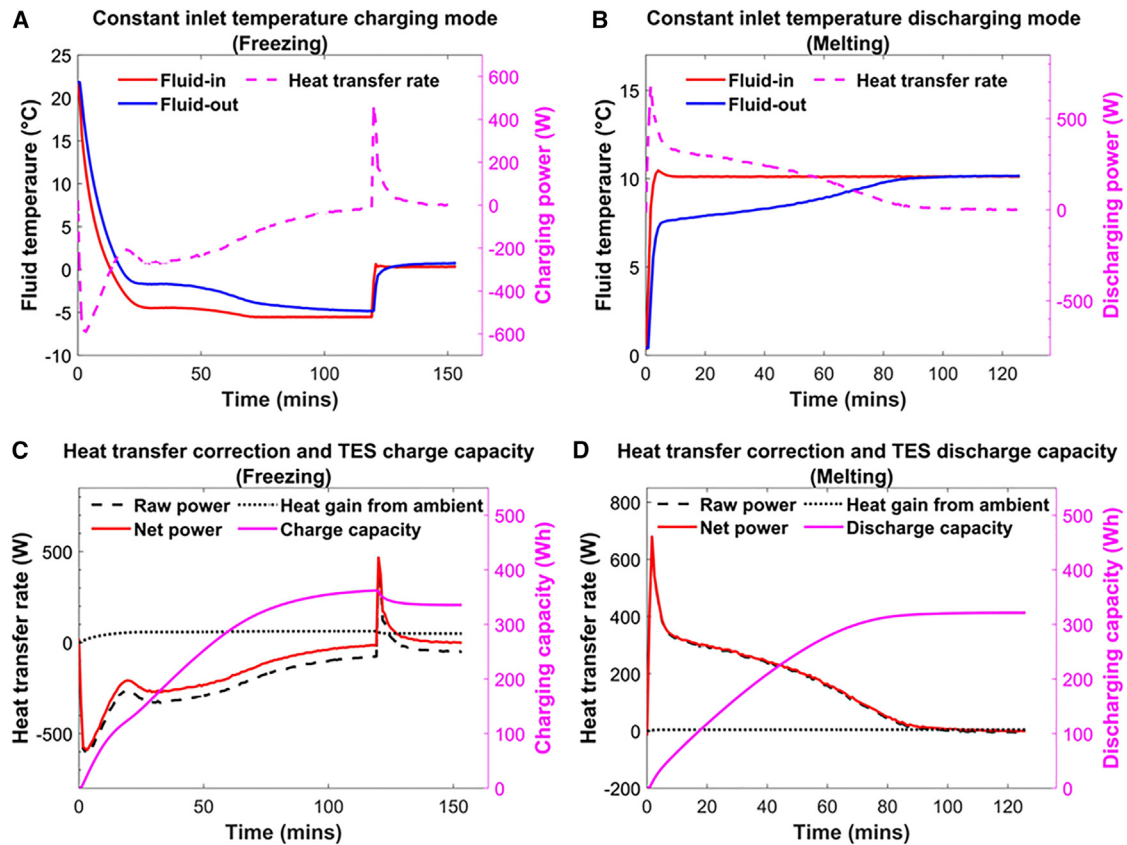 A
Constant inlet temperature charging mode
(Freezing)
25
20
15
10
5
0
-5
-10
Fluid temperaure (°C)
Fluid-in
Fluid-out
Heat transfer rate
600
400
200
0
-200
-400
-600
Charging power (W)
0
50
100
150
Time (mins)
B
Constant inlet temperature discharging mode
(Melting)
15
10
5
0
Fluid temperaure (°C)
Fluid-in
Fluid-out
Heat transfer rate
500
0
-500
Discharging power (W)
0
20
40
60
80
100
120
Time (mins)
C
Heat transfer correction and TES charge capacity
(Freezing)
500
0
-500
Heat transfer rate (W)
Raw power
Net power
Heat gain from ambient
Charge capacity
500
400
300
200
100
0
Charging capacity (Wh)
0
50
100
150
Time (mins)
D
Heat transfer correction and TES discharge capacity
(Melting)
800
600
400
200
0
-200
Heat transfer rate (W)
Raw power
Net power
Heat gain from ambient
Discharge capacity
500
400
300
200
100
0
Discharging capacity (Wh)
0
20
40
60
80
100
120
Time (mins)